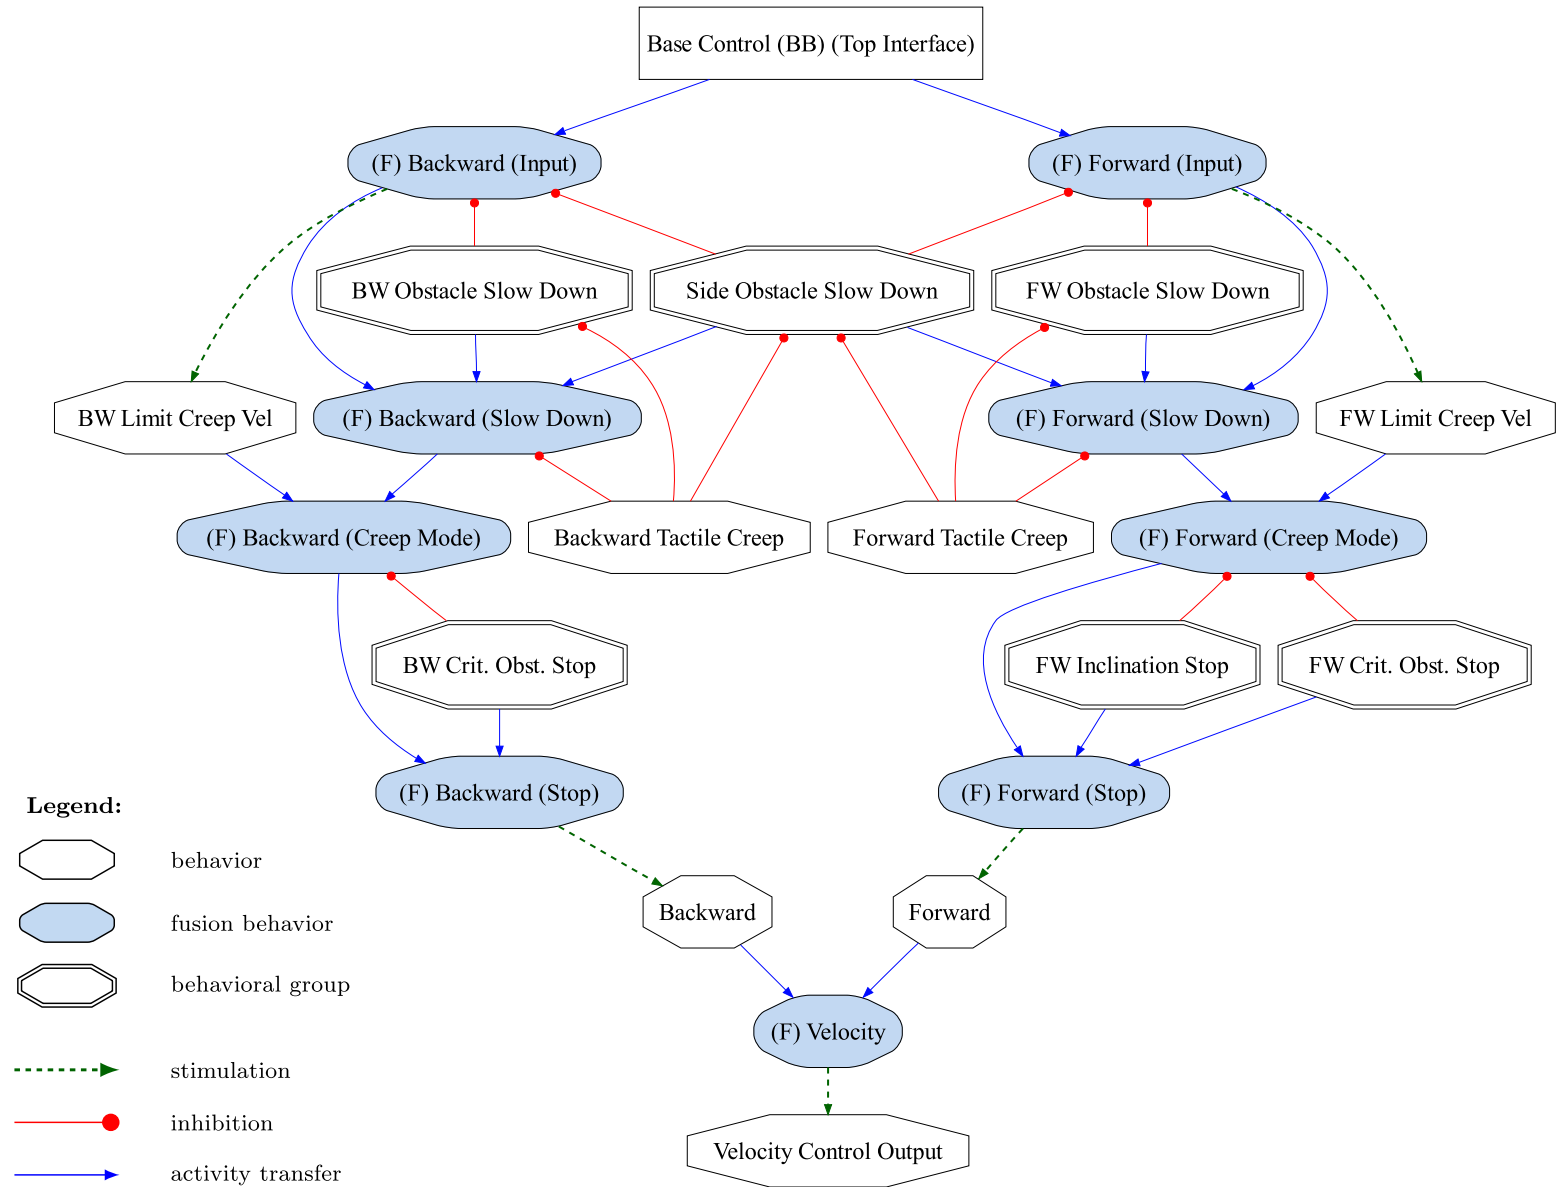 Base Control (BB) (Top Interface)
(F) Backward (Input)
(F) Forward (Input)
BW Obstacle Slow Down
Side Obstacle Slow Down
FW Obstacle Slow Down
BW Limit Creep Vel
(F) Backward (Slow Down)
(F) Forward (Slow Down)
FW Limit Creep Vel
(F) Backward (Creep Mode)
Backward Tactile Creep
Forward Tactile Creep
(F) Forward (Creep Mode)
BW Crit. Obst. Stop
FW Inclination Stop
FW Crit. Obst. Stop
(F) Backward (Stop)
(F) Forward (Stop)
Backward
Forward
(F) Velocity
Velocity Control Output
Legend:
behavior
fusion behavior
behavioral group
stimulation
inhibition
activity transfer